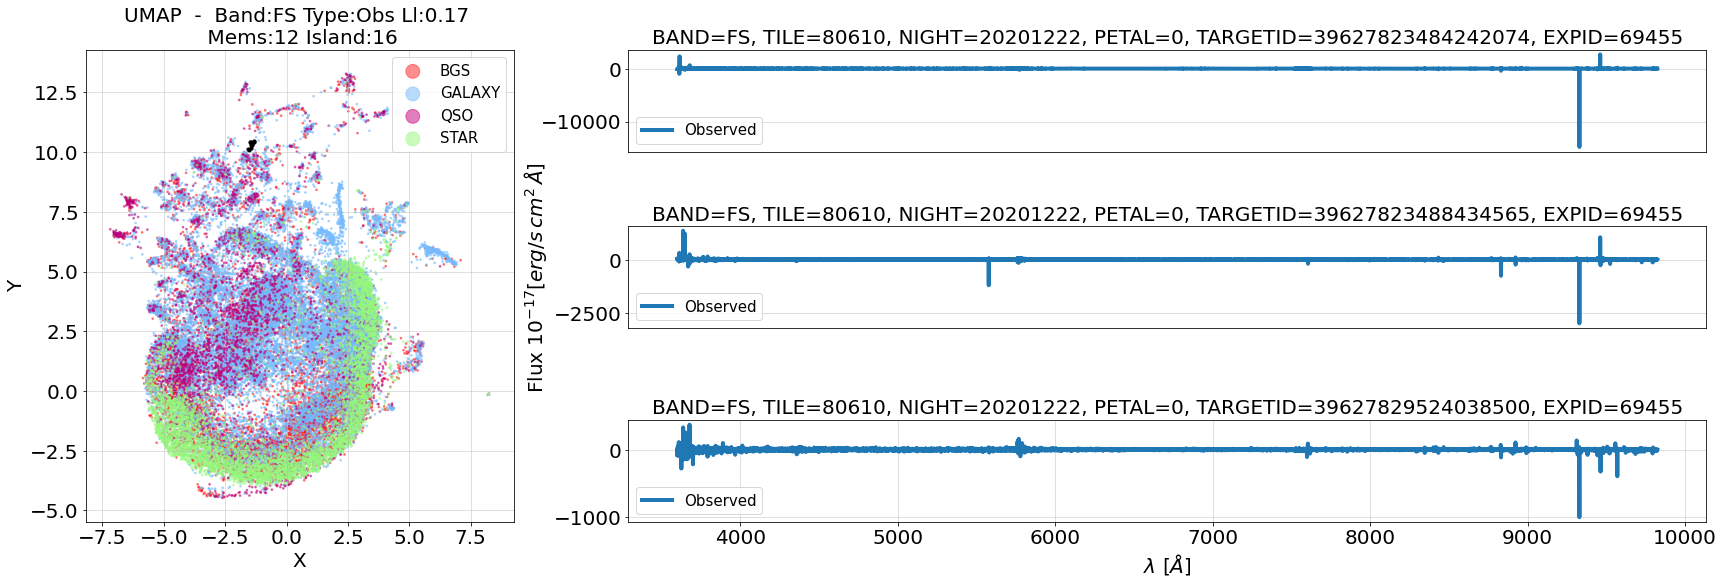 UMAP - Band:FS Type:Obs Ll:0.17
Mems:12 Island:16
BGS
GALAXY
QSO
STAR
12.5
10.0
7.5
5.0
2.5
0.0
−2.5
−5.0
Y
−7.5 −5.0 −2.5 0.0 2.5 5.0 7.5
X
Flux 10^{-17}[erg/s cm^2 Å]
BAND=FS, TILE=80610, NIGHT=20201222, PETAL=0, TARGETID=39627823484242074, EXPID=69455
0
−10000
Observed
BAND=FS, TILE=80610, NIGHT=20201222, PETAL=0, TARGETID=39627823488434565, EXPID=69455
0
−2500
Observed
BAND=FS, TILE=80610, NIGHT=20201222, PETAL=0, TARGETID=39627829524038500, EXPID=69455
0
−1000
Observed
4000 5000 6000 7000 8000 9000 10000
λ [Å]